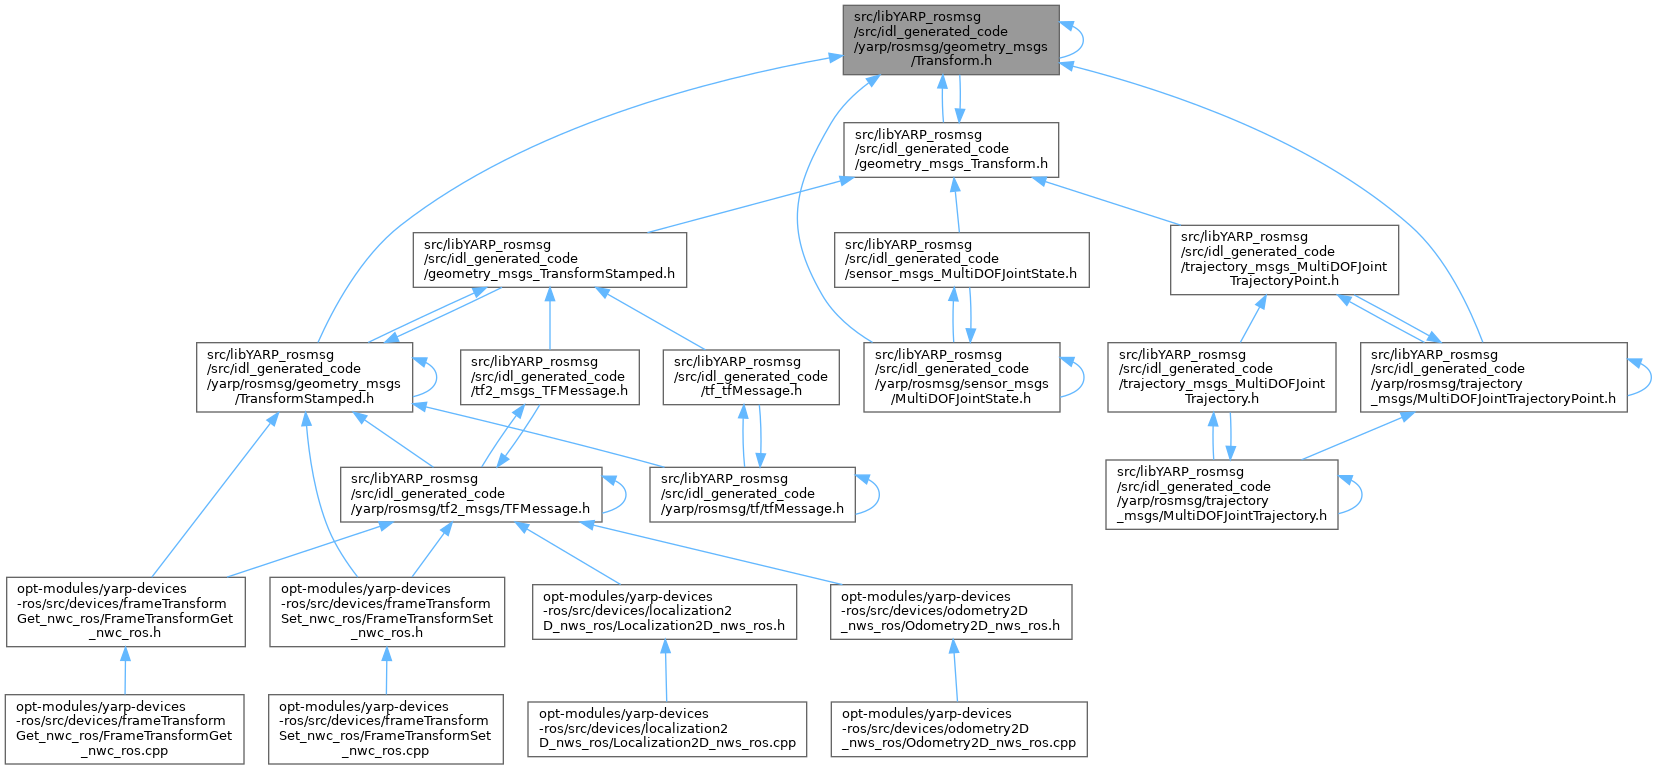 src/libYARP_rosmsg
/src/idl_generated_code
/yarp/rosmsg/geometry_msgs
/Transform.h
src/libYARP_rosmsg
/src/idl_generated_code
/geometry_msgs_Transform.h
src/libYARP_rosmsg
/src/idl_generated_code
/geometry_msgs_TransformStamped.h
src/libYARP_rosmsg
/src/idl_generated_code
/sensor_msgs_MultiDOFJointState.h
src/libYARP_rosmsg
/src/idl_generated_code
/trajectory_msgs_MultiDOFJoint
TrajectoryPoint.h
src/libYARP_rosmsg
/src/idl_generated_code
/yarp/rosmsg/geometry_msgs
/TransformStamped.h
src/libYARP_rosmsg
/src/idl_generated_code
/tf2_msgs_TFMessage.h
src/libYARP_rosmsg
/src/idl_generated_code
/tf_tfMessage.h
src/libYARP_rosmsg
/src/idl_generated_code
/yarp/rosmsg/sensor_msgs
/MultiDOFJointState.h
src/libYARP_rosmsg
/src/idl_generated_code
/trajectory_msgs_MultiDOFJoint
Trajectory.h
src/libYARP_rosmsg
/src/idl_generated_code
/yarp/rosmsg/trajectory
_msgs/MultiDOFJointTrajectoryPoint.h
src/libYARP_rosmsg
/src/idl_generated_code
/yarp/rosmsg/tf2_msgs/TFMessage.h
src/libYARP_rosmsg
/src/idl_generated_code
/yarp/rosmsg/tf/tfMessage.h
src/libYARP_rosmsg
/src/idl_generated_code
/yarp/rosmsg/trajectory
_msgs/MultiDOFJointTrajectory.h
opt-modules/yarp-devices
-ros/src/devices/frameTransform
Get_nwc_ros/FrameTransformGet
_nwc_ros.h
opt-modules/yarp-devices
-ros/src/devices/frameTransform
Set_nwc_ros/FrameTransformSet
_nwc_ros.h
opt-modules/yarp-devices
-ros/src/devices/localization2
D_nws_ros/Localization2D_nws_ros.h
opt-modules/yarp-devices
-ros/src/devices/odometry2D
_nws_ros/Odometry2D_nws_ros.h
opt-modules/yarp-devices
-ros/src/devices/frameTransform
Get_nwc_ros/FrameTransformGet
_nwc_ros.cpp
opt-modules/yarp-devices
-ros/src/devices/frameTransform
Set_nwc_ros/FrameTransformSet
_nwc_ros.cpp
opt-modules/yarp-devices
-ros/src/devices/localization2
D_nws_ros/Localization2D_nws_ros.cpp
opt-modules/yarp-devices
-ros/src/devices/odometry2D
_nws_ros/Odometry2D_nws_ros.cpp